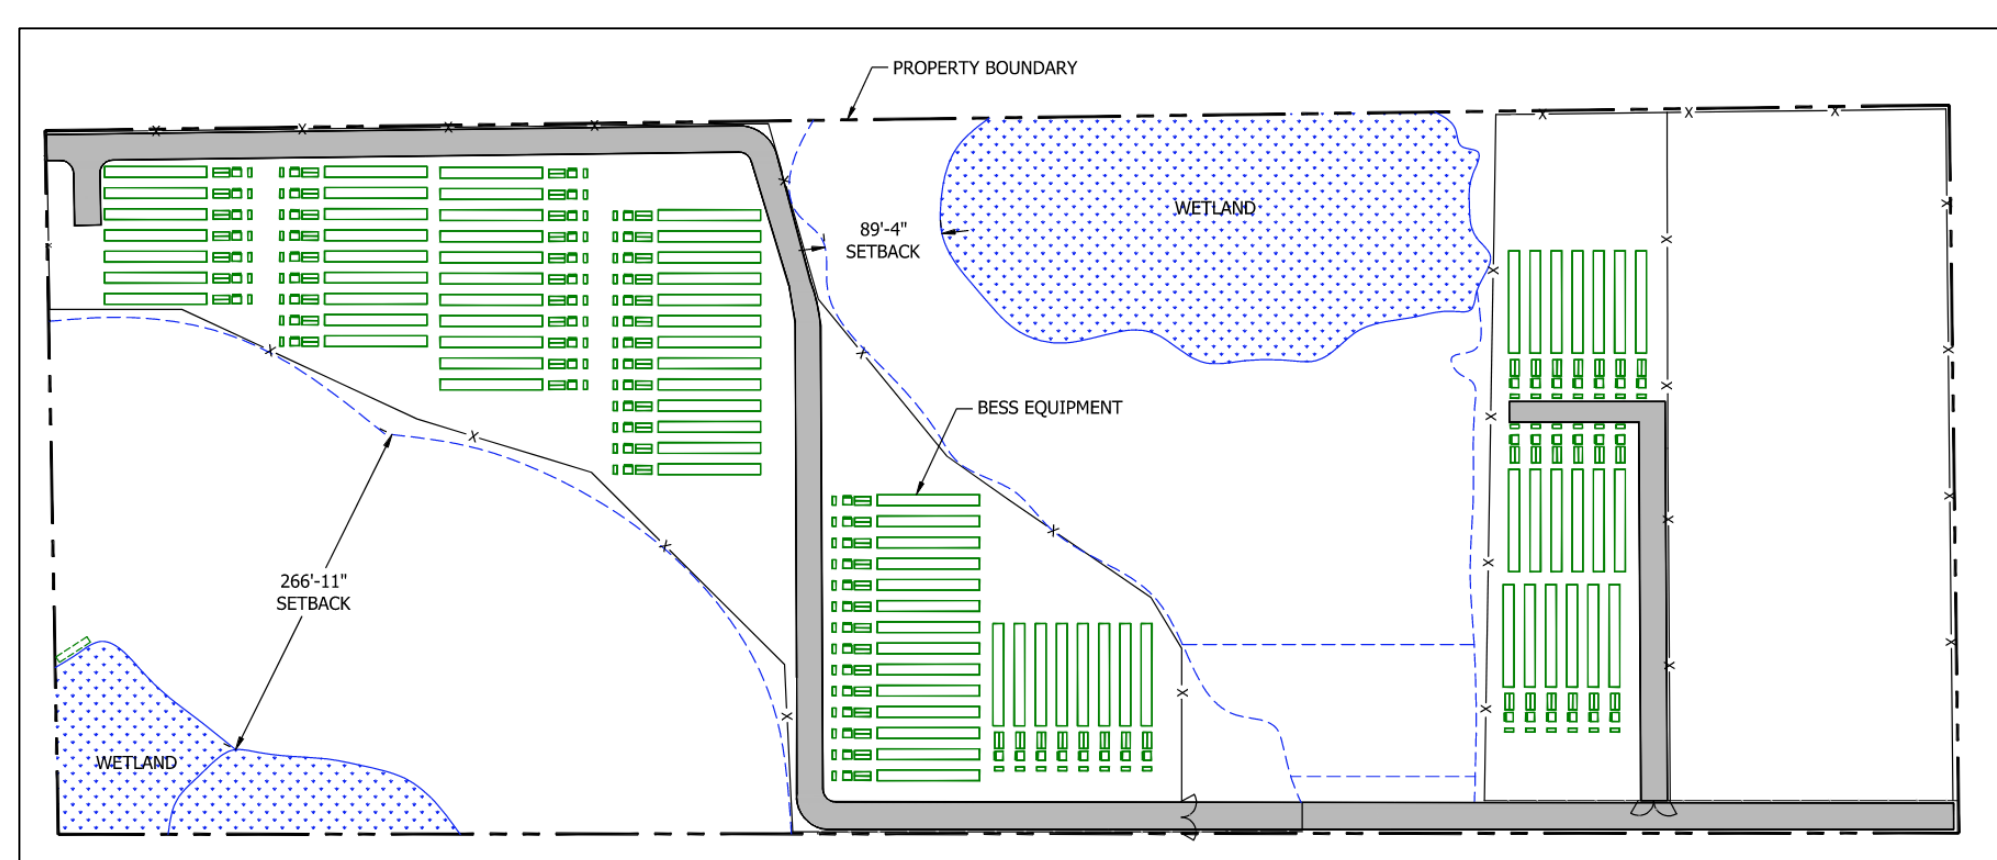 PROPERTY BOUNDARY
WETLAND
89'-4"
SETBACK
BESS EQUIPMENT
266'-11"
SETBACK
WETLAND